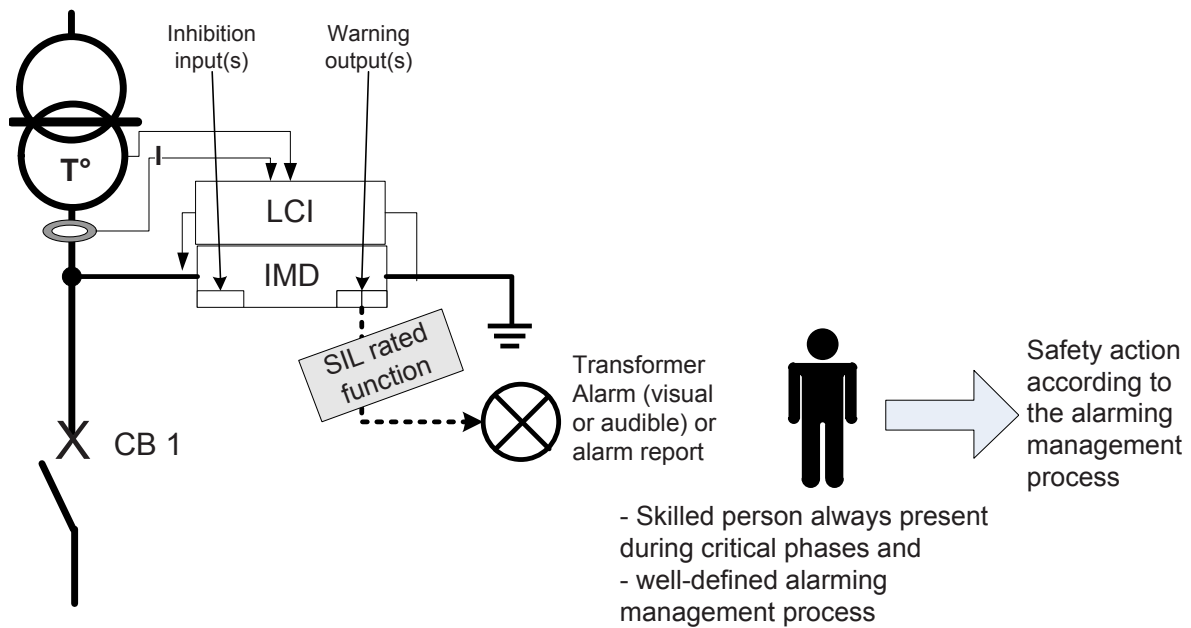 Inhibition
input(s)
Warning
output(s)
T°
I
LCI
IMD
SIL rated
function
CB 1
Transformer
Alarm (visual
or audible) or
alarm report
Safety action
according to
the alarming
management
process
- Skilled person always present
during critical phases and
- well-defined alarming
management process